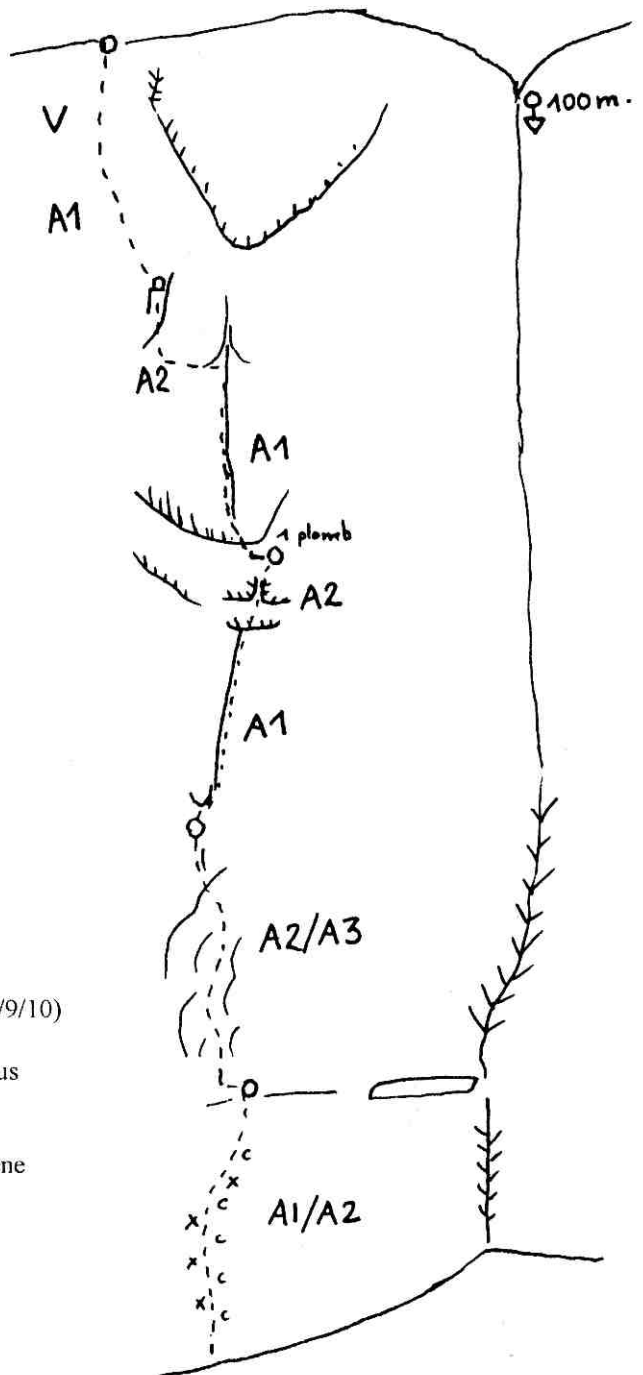 100m.
V
A1
A2
A1
1 plomb
A2
A1
A2/A3
/9/10)
us
ne
A1/A2
x c
x c
x c
x c
c